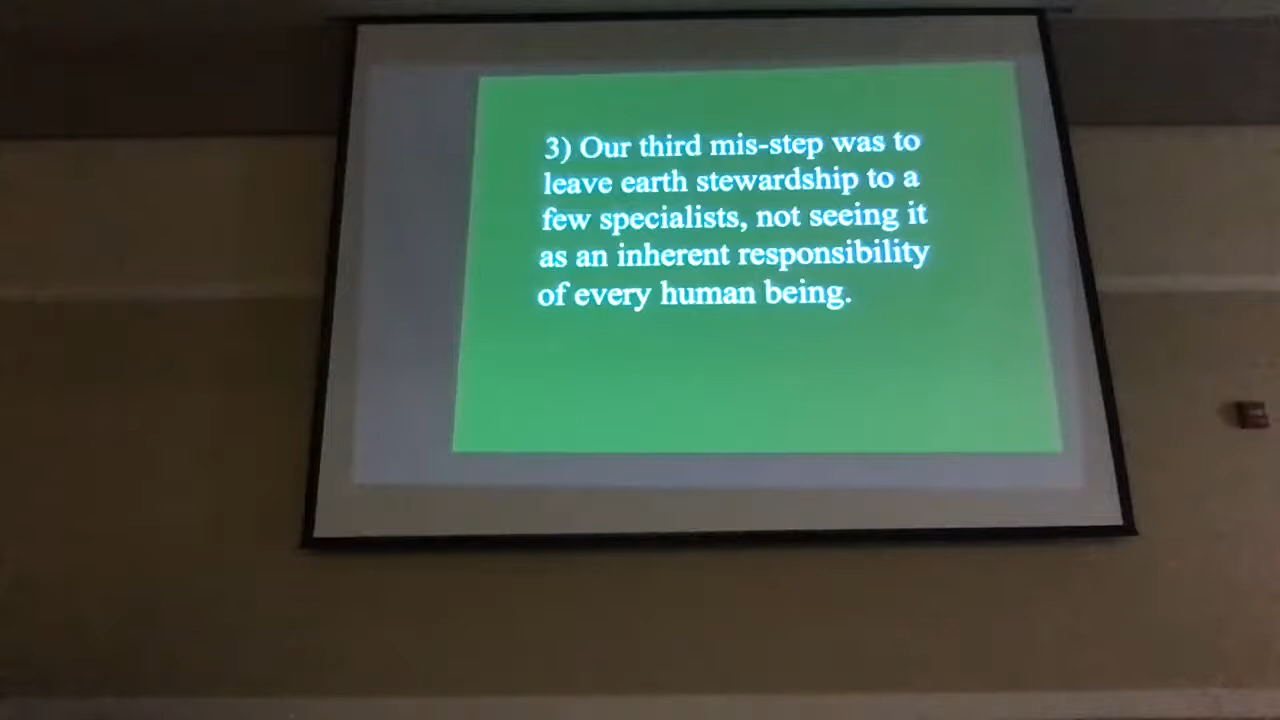 3) Our third mis-step was to
leave earth stewardship to a
few specialists, not seeing it
as an inherent responsibility
of every human being.